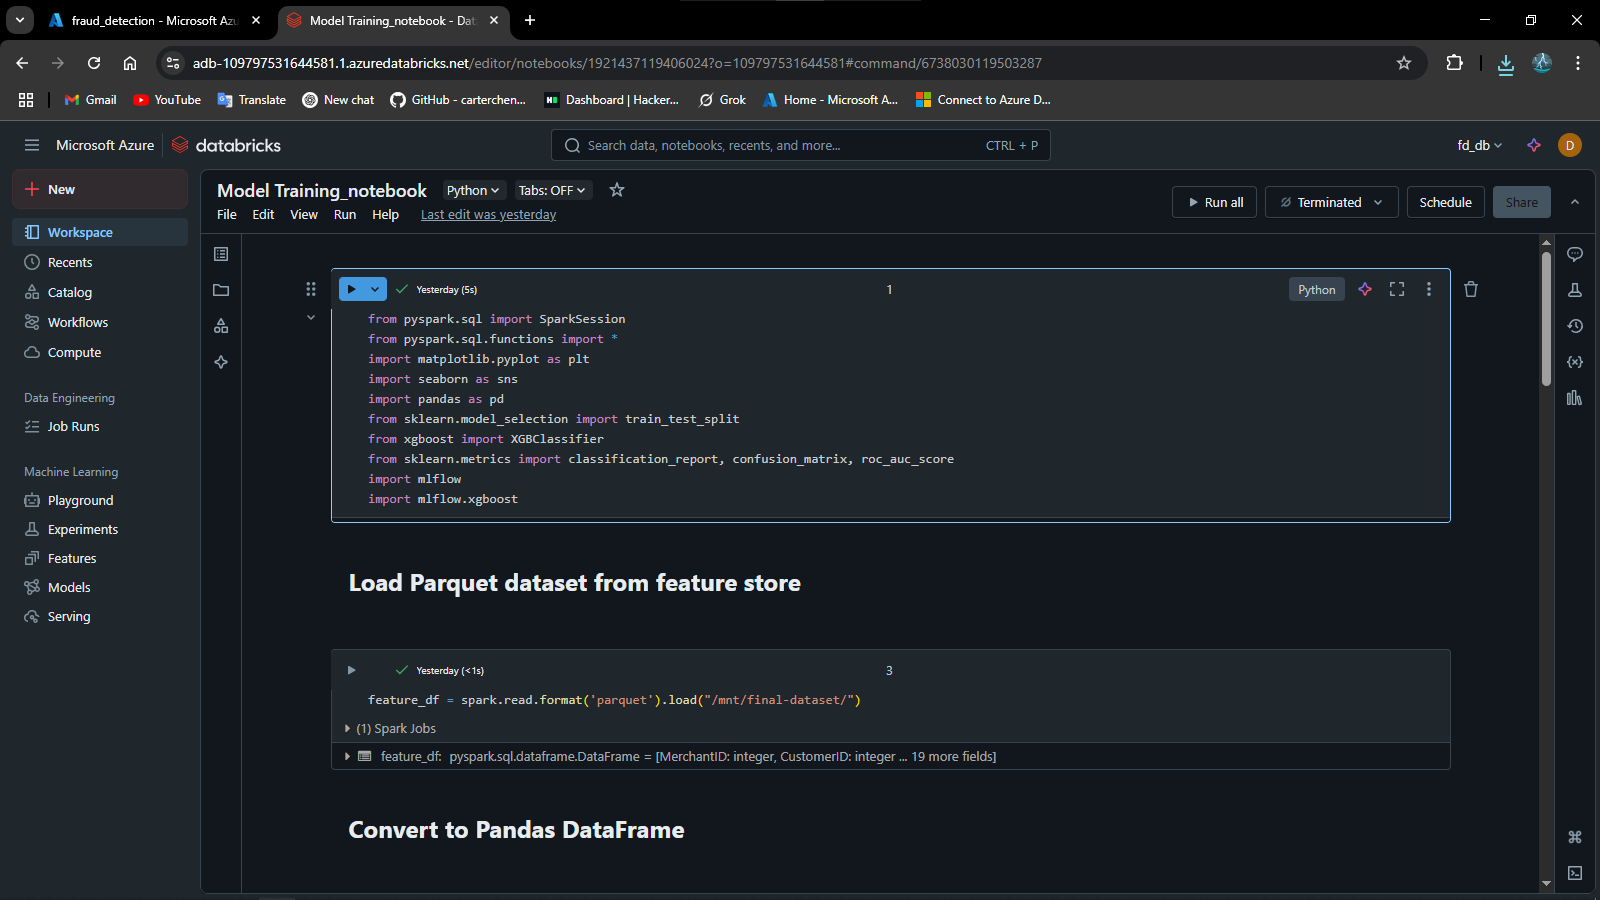 fraud_detection - Microsoft Azu
Model Training_notebook - Dat
adb-109797531644581.1.azuredatabricks.net/editor/notebooks/1921437119406024?o=109797531644581#command/6738030119503287
Gmail
YouTube
Translate
New chat
GitHub - carterchen...
Dashboard | Hacker...
Grok
Home - Microsoft A...
Connect to Azure D...
Microsoft Azure
databricks
Search data, notebooks, recents, and more...
CTRL + P
fd_db
D
New
Workspace
Recents
Catalog
Workflows
Compute
Data Engineering
Job Runs
Machine Learning
Playground
Experiments
Features
Models
Serving
Model Training_notebook
Python
Tabs: OFF
File
Edit
View
Run
Help
Last edit was yesterday
Run all
Terminated
Schedule
Share
Yesterday (5s)
1
Python
from pyspark.sql import SparkSession
from pyspark.sql.functions import *
import matplotlib.pyplot as plt
import seaborn as sns
import pandas as pd
from sklearn.model_selection import train_test_split
from xgboost import XGBClassifier
from sklearn.metrics import classification_report, confusion_matrix, roc_auc_score
import mlflow
import mlflow.xgboost
Load Parquet dataset from feature store
Yesterday (<1s)
3
feature_df = spark.read.format('parquet').load("/mnt/final-dataset/")
(1) Spark Jobs
feature_df: pyspark.sql.dataframe.DataFrame = [MerchantID: integer, CustomerID: integer ... 19 more fields]
Convert to Pandas DataFrame